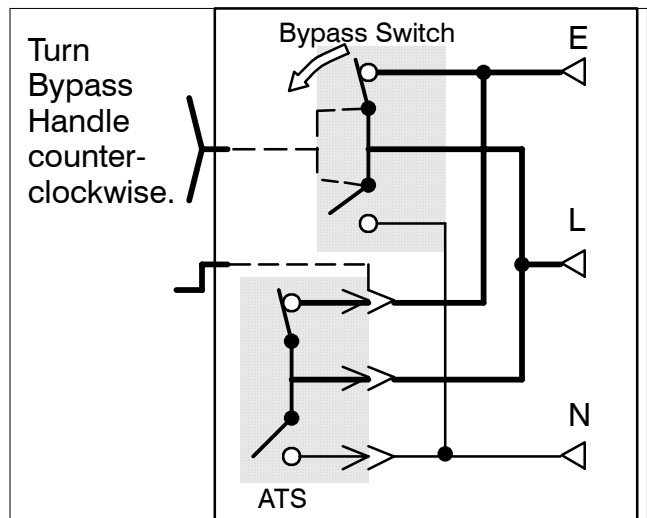 Turn
Bypass
Handle
counter-
clockwise.
Bypass Switch
E
L
N
ATS